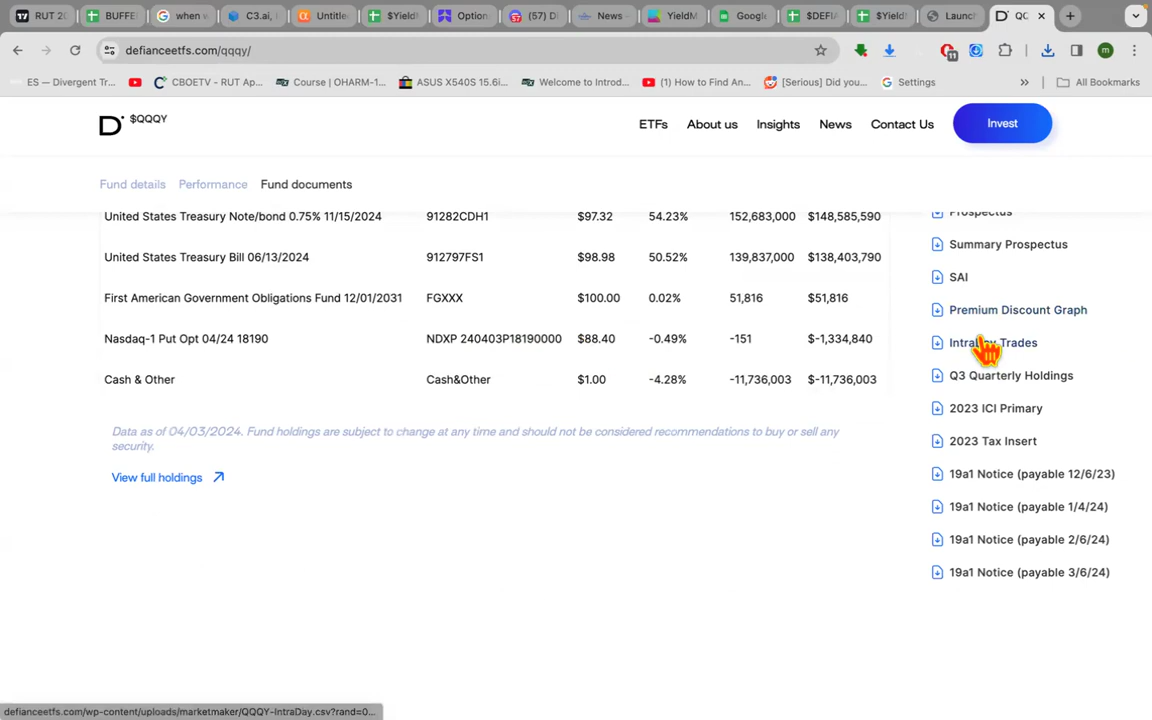 RUT 20
BUFFE
when w
C3.ai, I
Untitle
$Yieldf
Option
(57) DI
News -
YieldM
Google
$DEFIA
$Yieldf
Launc
QC
defianceetfs.com/qqqy/
11
m
ES — Divergent Tr...
CBOETV - RUT Ap...
Course | OHARM-1...
ASUS X540S 15.6i...
Welcome to Introd...
(1) How to Find An...
[Serious] Did you...
Settings
All Bookmarks
D $QQQY
ETFs
About us
Insights
News
Contact Us
Invest
Fund details
Performance
Fund documents
United States Treasury Note/bond 0.75% 11/15/2024 91282CDH1 $97.32 54.23% 152,683,000 $148,585,590
United States Treasury Bill 06/13/2024 912797FS1 $98.98 50.52% 139,837,000 $138,403,790
First American Government Obligations Fund 12/01/2031 FGXXX $100.00 0.02% 51,816 $51,816
Nasdaq-1 Put Opt 04/24 18190 NDXP 240403P18190000 $88.40 -0.49% -151 $-1,334,840
Cash & Other Cash&Other $1.00 -4.28% -11,736,003 $-11,736,003
Data as of 04/03/2024. Fund holdings are subject to change at any time and should not be considered recommendations to buy or sell any
security.
View full holdings
Prospectus
Summary Prospectus
SAI
Premium Discount Graph
IntraDay Trades
Q3 Quarterly Holdings
2023 ICI Primary
2023 Tax Insert
19a1 Notice (payable 12/6/23)
19a1 Notice (payable 1/4/24)
19a1 Notice (payable 2/6/24)
19a1 Notice (payable 3/6/24)
defianceetfs.com/wp-content/uploads/marketmaker/QQQY-IntraDay.csv?rand=0...